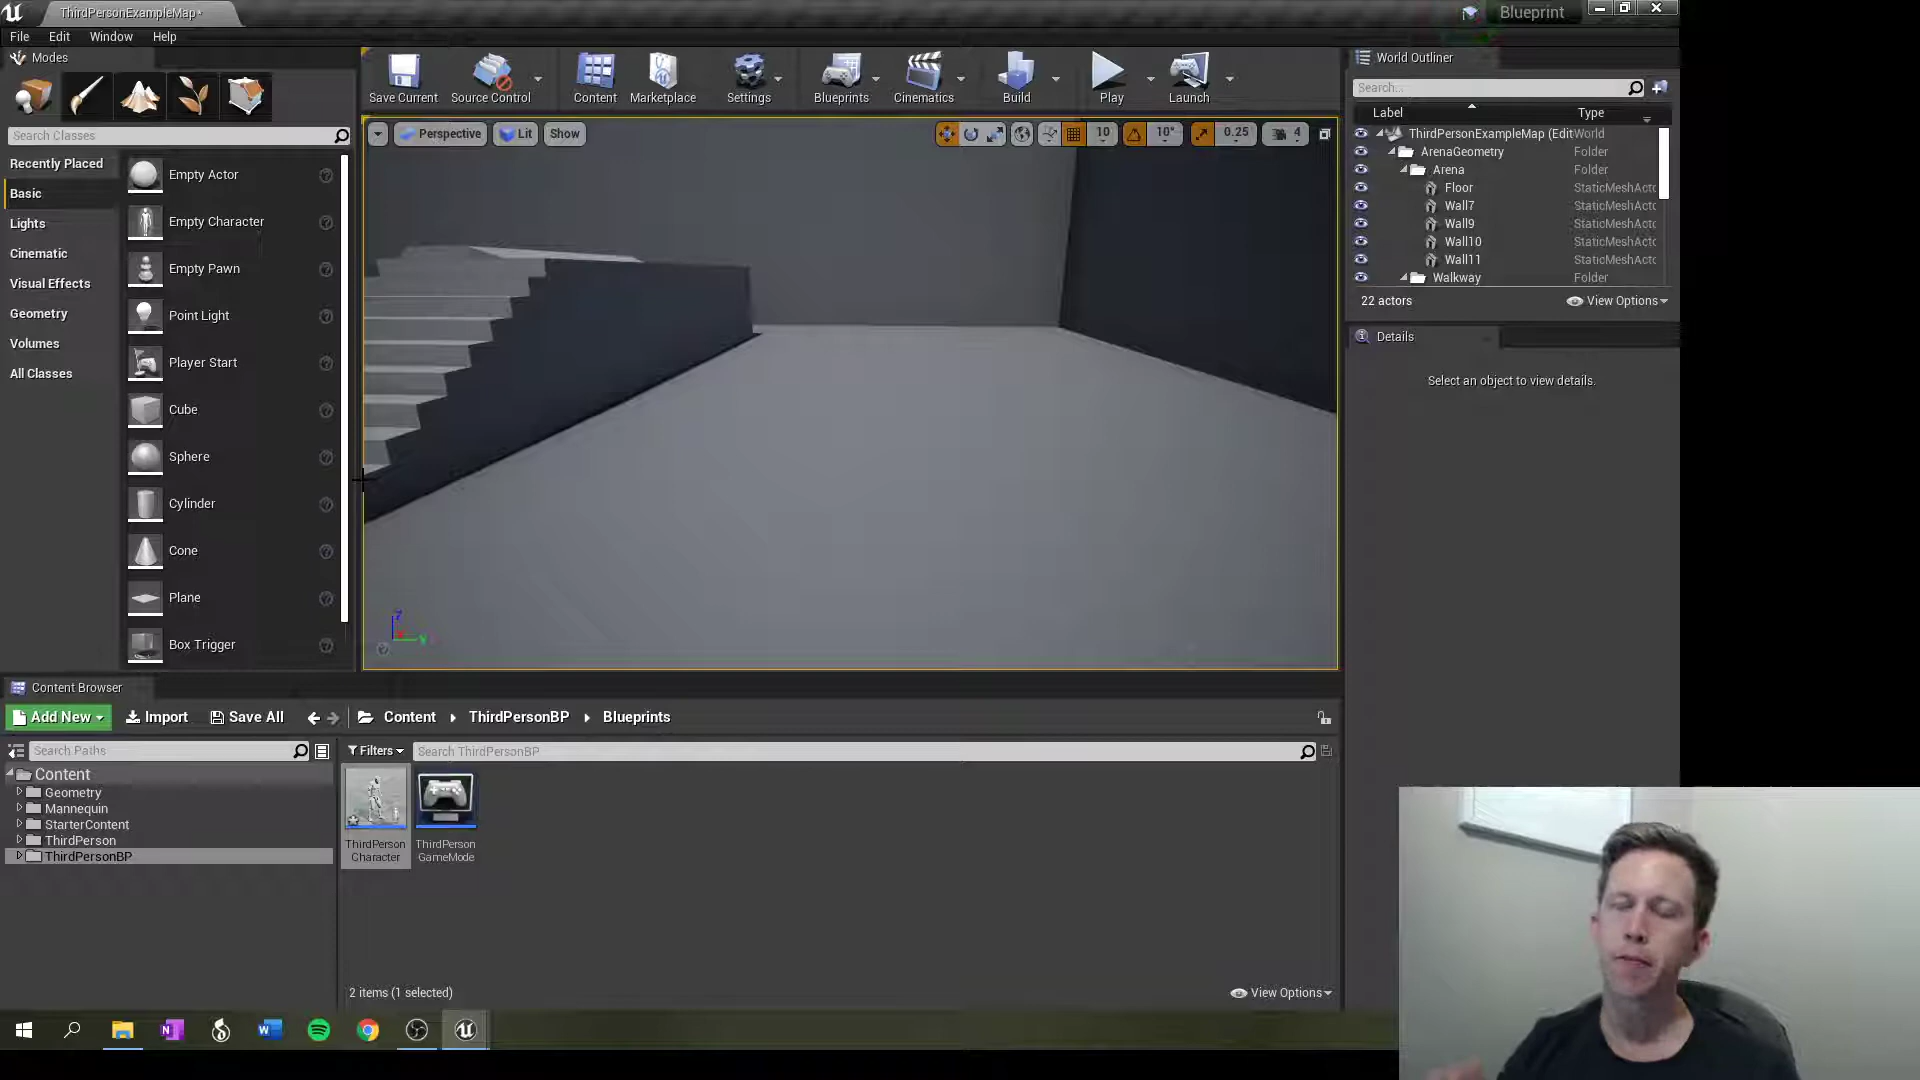 ThirdPersonExampleMap*
Blueprint
File Edit Window Help
Modes
Save Current
Source Control
Content
Marketplace
Settings
Blueprints
Cinematics
Build
Play
Launch
World Outliner
Search...
Label Type
Search Classes
Recently Placed
Basic
Lights
Cinematic
Visual Effects
Geometry
Volumes
All Classes
Empty Actor
Empty Character
Empty Pawn
Point Light
Player Start
Cube
Sphere
Cylinder
Cone
Plane
Box Trigger
Perspective Lit Show
10 10° 0.25 4
Z
Y
ThirdPersonExampleMap (Edit World
ArenaGeometry Folder
Arena Folder
Floor StaticMeshActo
Wall7 StaticMeshActo
Wall9 StaticMeshActo
Wall10 StaticMeshActo
Wall11 StaticMeshActo
Walkway Folder
22 actors View Options
Details
Select an object to view details.
Content Browser
Add New Import Save All Content ThirdPersonBP Blueprints
Search Paths
Filters Search ThirdPersonBP
Content
Geometry
Mannequin
StarterContent
ThirdPerson
ThirdPersonBP
ThirdPerson
Character
ThirdPerson
GameMode
2 items (1 selected) View Options